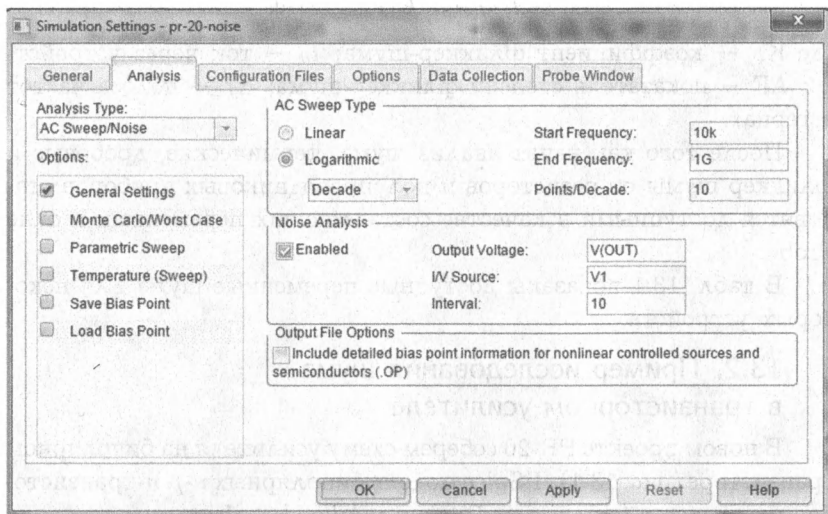 Simulation Settings - pr-20-noise
General
Analysis
Configuration Files
Options
Data Collection
Probe Window
Analysis Type:
AC Sweep/Noise
Options:
General Settings
Monte Carlo/Worst Case
Parametric Sweep
Temperature (Sweep)
Save Bias Point
Load Bias Point
AC Sweep Type
Linear
Logarithmic
Decade
Start Frequency: 10k
End Frequency: 1G
Points/Decade: 10
Noise Analysis
Enabled
Output Voltage: V(OUT)
I/V Source: V1
Interval: 10
Output File Options
Include detailed bias point information for nonlinear controlled sources and
semiconductors (.OP)
OK
Cancel
Apply
Reset
Help